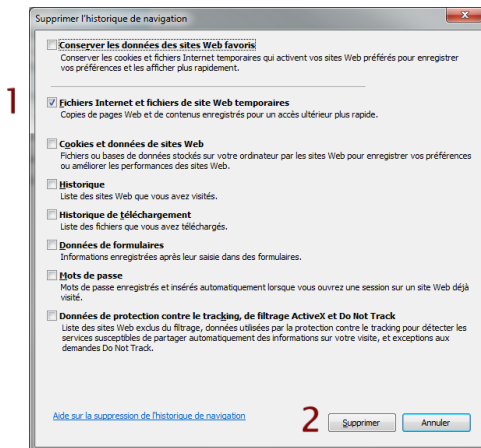 Supprimer l'historique de navigation
Conserver les données des sites Web favoris
Conserver les cookies et fichiers Internet temporaires qui activent vos sites Web préférés pour enregistrer
vos préférences et les afficher plus rapidement.
1
Fichiers Internet et fichiers de site Web temporaires
Copies de pages Web et de contenus enregistrés pour un accès ultérieur plus rapide.
Cookies et données de sites Web
Fichiers ou bases de données stockés sur votre ordinateur par les sites Web pour enregistrer vos préférences
ou améliorer les performances des sites Web.
Historique
Liste des sites Web que vous avez visités.
Historique de téléchargement
Liste des fichiers que vous avez téléchargés.
Données de formulaires
Informations enregistrées après leur saisie dans des formulaires.
Mots de passe
Mots de passe enregistrés et insérés automatiquement lorsque vous ouvrez une session sur un site Web déjà
visité.
Données de protection contre le tracking, de filtrage ActiveX et Do Not Track
Liste des sites Web exclus du filtrage, données utilisées par la protection contre le tracking pour détecter les
services susceptibles de partager automatiquement des informations sur votre visite, et exceptions aux
demandes Do Not Track.
Aide sur la suppression de l'historique de navigation
2
Supprimer
Annuler